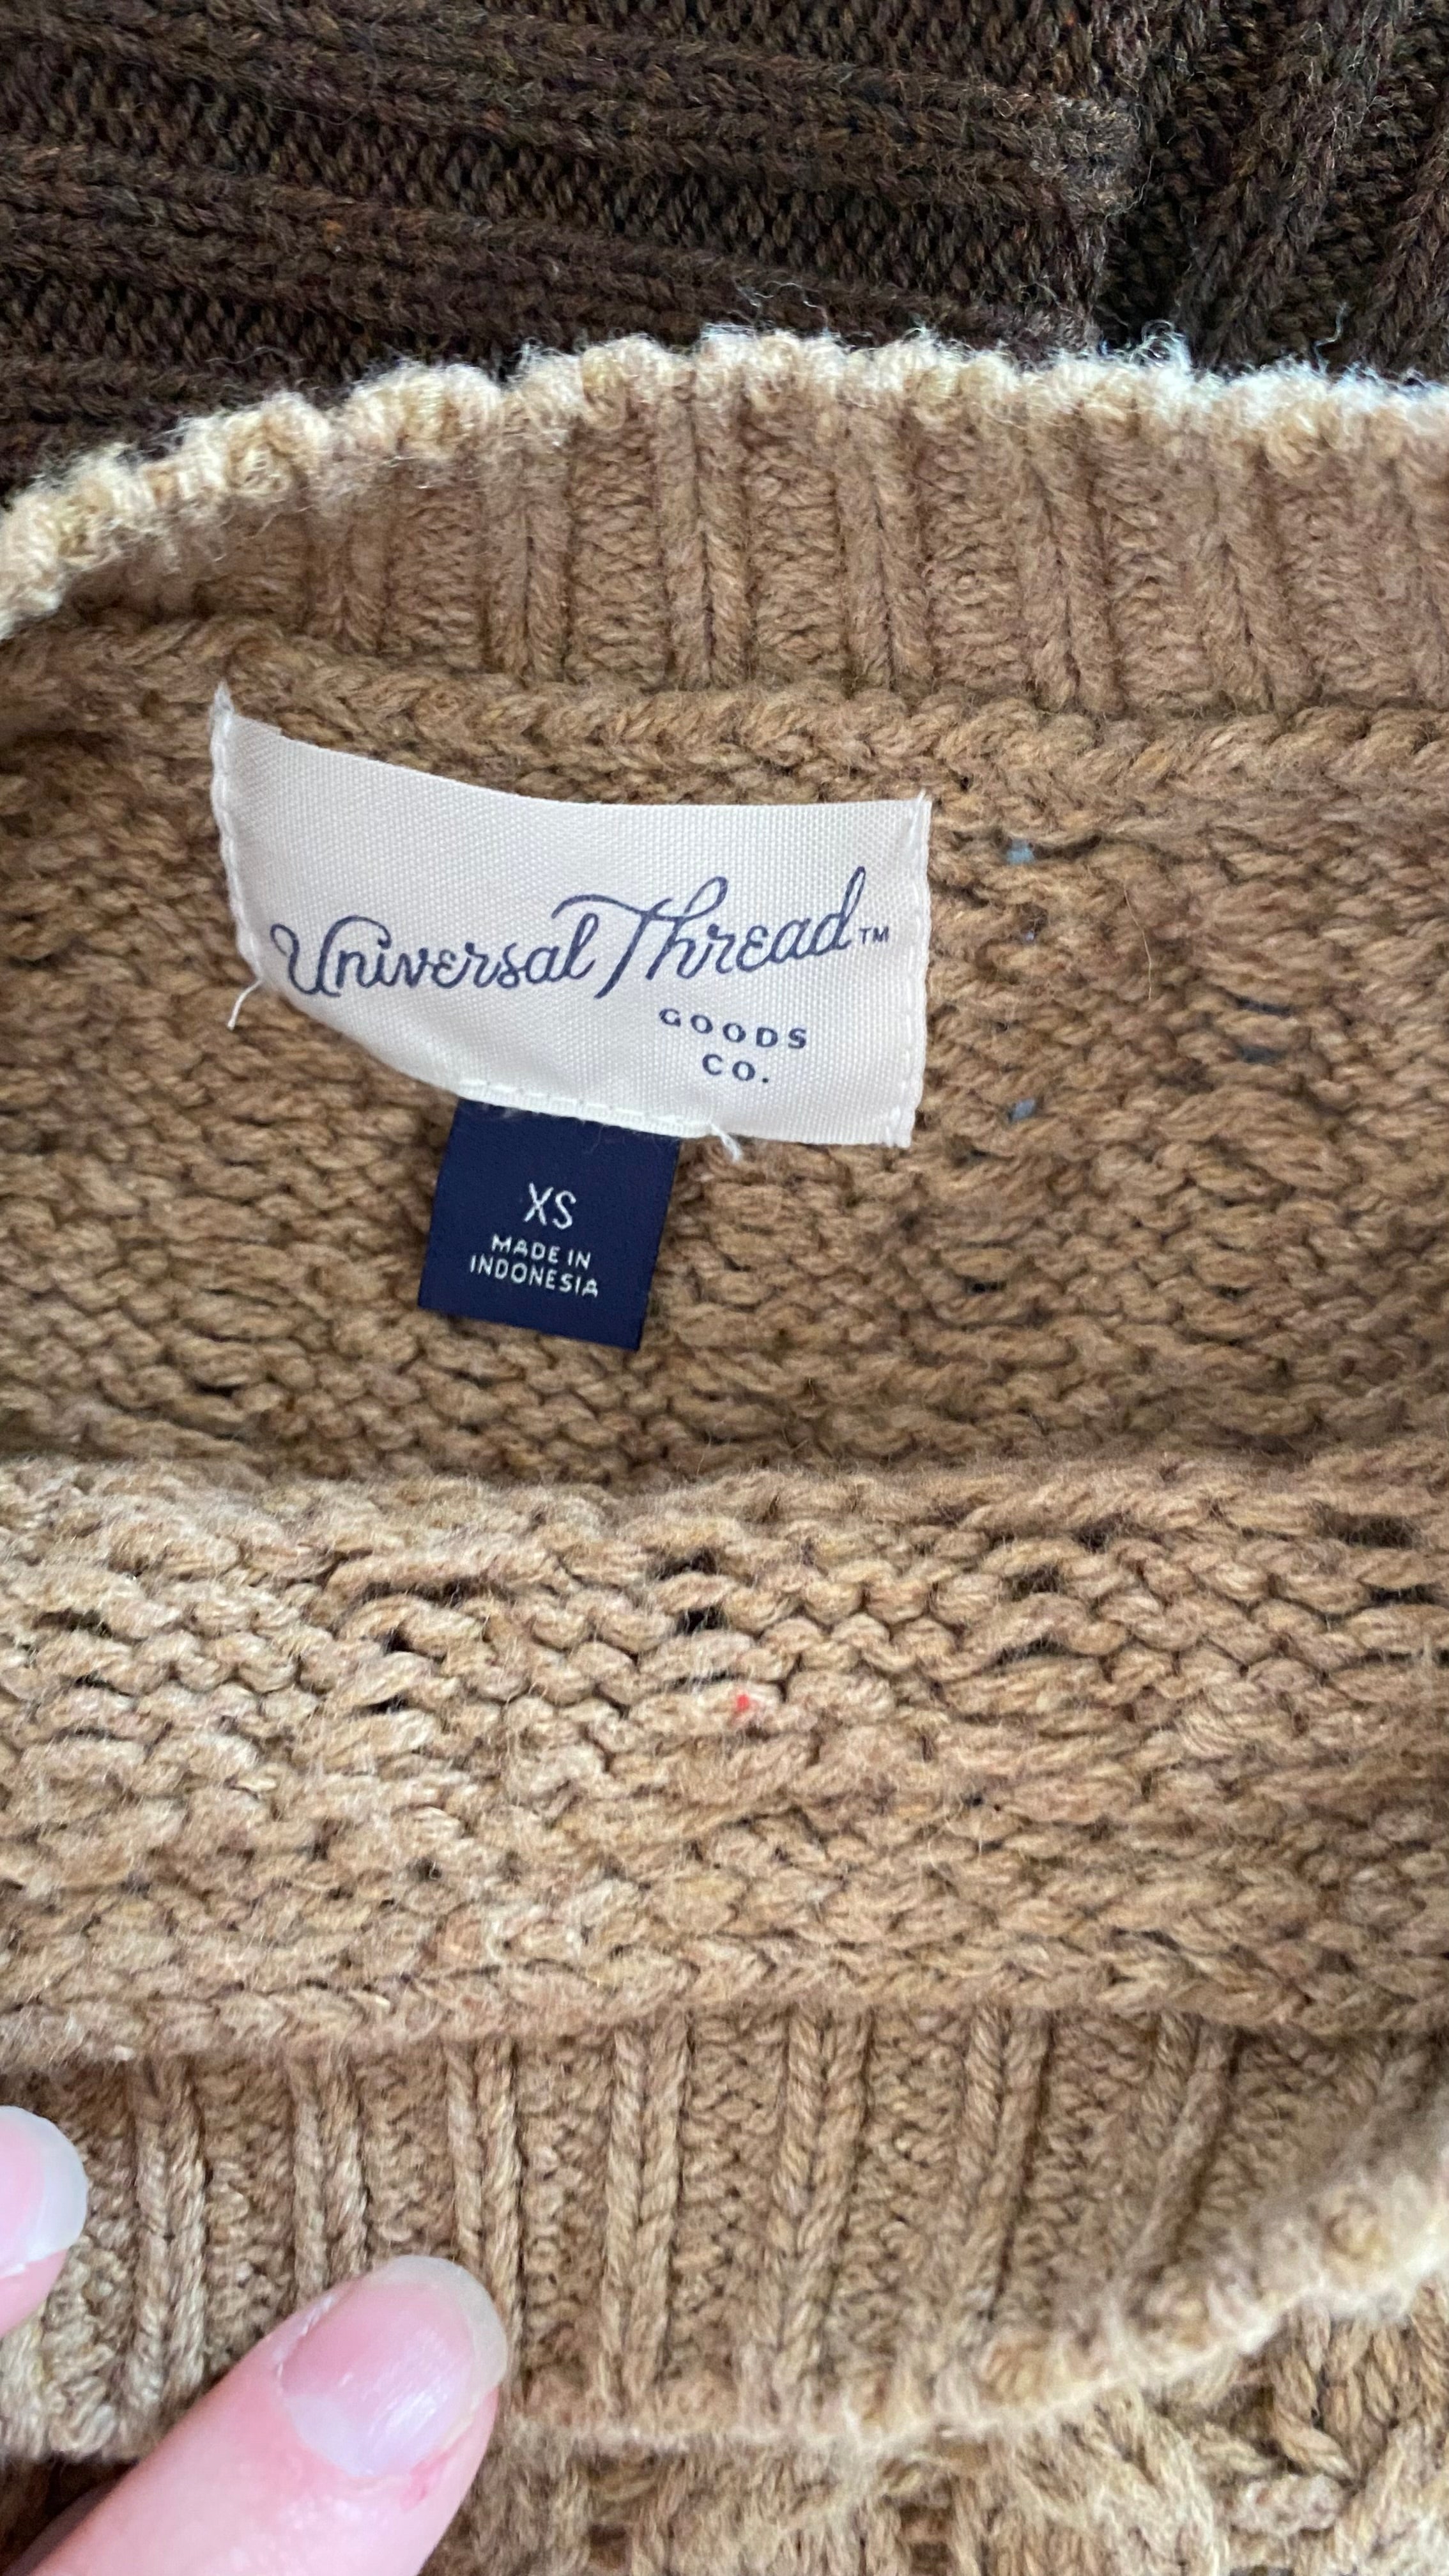 Universal Thread™
GOODS
CO.
XS
MADE IN
INDONESIA